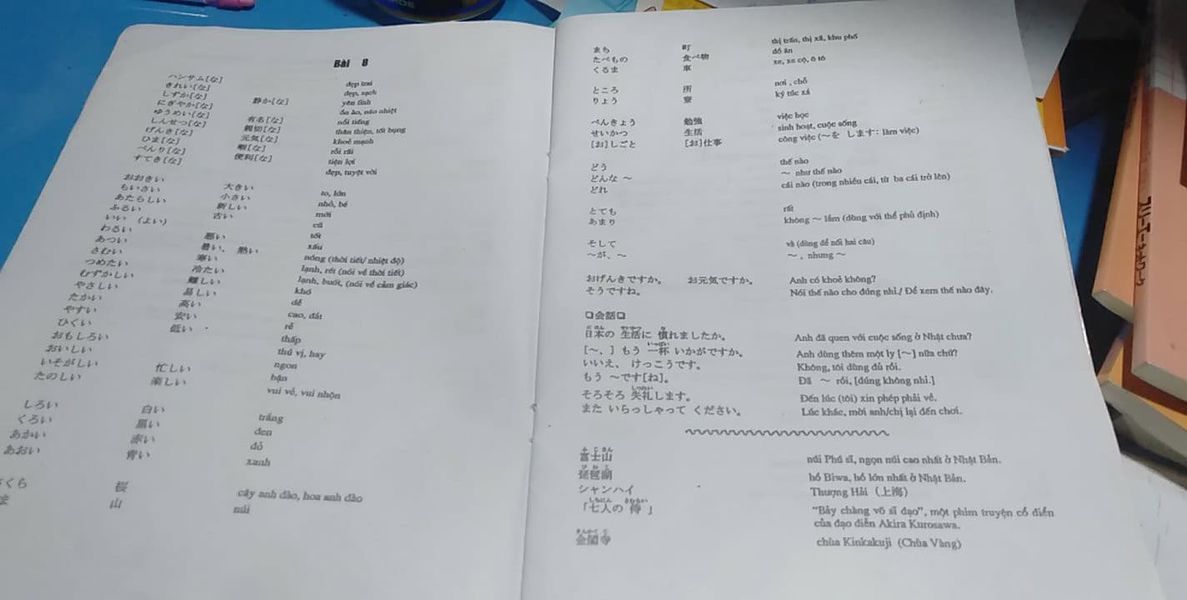 Bài 8
ハンサム[な] đẹp trai
きれい[な] đẹp, sạch
しずか[な] 静か[な] yên tĩnh
にぎやか[な] ồn ào, náo nhiệt
ゆうめい[な] 有名[な] nổi tiếng
しんせつ[な] 親切[な] thân thiện, tốt bụng
げんき[な] 元気[な] khoẻ mạnh
ひま[な] 暇[な] rỗi rãi
べんり[な] 便利[な] tiện lợi
すてき[な] đẹp, tuyệt vời
おおきい 大きい to, lớn
ちいさい 小さい nhỏ, bé
あたらしい 新しい mới
ふるい 古い cũ
いい (よい) tốt
わるい 悪い xấu
あつい 暑い、熱い nóng (thời tiết/ nhiệt độ)
さむい 寒い lạnh, rét (nói về thời tiết)
つめたい 冷たい lạnh, buốt, (nói về cảm giác)
むずかしい 難しい khó
やさしい 易しい dễ
たかい 高い cao, đắt
やすい 安い rẻ
ひくい 低い thấp
おもしろい thú vị, hay
おいしい ngon
いそがしい 忙しい bận
たのしい 楽しい vui vẻ, vui nhộn
しろい 白い trắng
くろい 黒い đen
あかい 赤い đỏ
あおい 青い xanh
くら 桜 cây anh đào, hoa anh đào
ま 山 núi
まち 町 thị trấn, thị xã, khu phố
たべもの 食べ物 đồ ăn
くるま 車 xe, xe cộ, ô tô
ところ 所 nơi, chỗ
りょう 寮 ký túc xá
べんきょう 勉強 việc học
せいかつ 生活 sinh hoạt, cuộc sống
[お]しごと [お]仕事 công việc (〜を します: làm việc)
どう thế nào
どんな 〜 〜 như thế nào
どれ cái nào (trong nhiều cái, từ ba cái trở lên)
とても rất
あまり không 〜 lắm (dùng với thể phủ định)
そして và (dùng để nối hai câu)
〜が、〜 〜 , nhưng 〜
おげんきですか。 お元気ですか。 Anh có khoẻ không?
そうですね。 Nói thế nào cho đúng nhỉ./ Để xem thế nào đây.
❏会話❏
日本の 生活に 慣れましたか。 Anh đã quen với cuộc sống ở Nhật chưa?
[〜、] もう 一杯 いかがですか。 Anh dùng thêm một ly [〜] nữa chứ?
いいえ、けっこうです。 Không, tôi dùng đủ rồi.
もう 〜です[ね]。 Đã 〜 rồi, [đúng không nhỉ.]
そろそろ 失礼します。 Đến lúc (tôi) xin phép phải về.
また いらっしゃって ください。 Lúc khác, mời anh/chị lại đến chơi.
富士山 núi Phú sĩ, ngọn núi cao nhất ở Nhật Bản.
琵琶湖 hồ Biwa, hồ lớn nhất ở Nhật Bản.
シャンハイ Thượng Hải (上海)
「七人の 侍 」 “Bảy chàng võ sĩ đạo”, một phim truyện cổ điển
của đạo diễn Akira Kurosawa.
金閣寺 chùa Kinkakuji (Chùa Vàng)